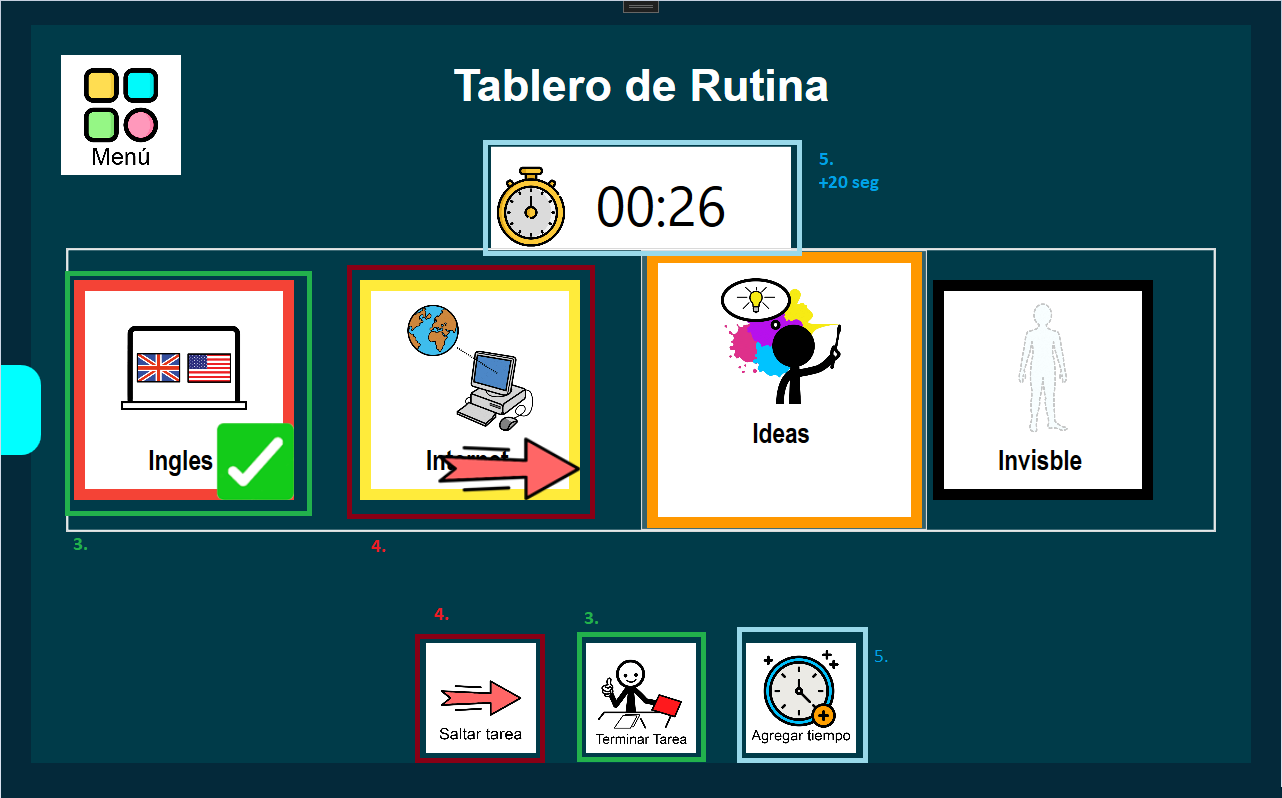 Tablero de Rutina
Menú
5.
+20 seg
00:26
Ingles
Internet
Ideas
Invisble
3.
4.
4.
3.
5.
Saltar tarea
Terminar Tarea
Agregar tiempo